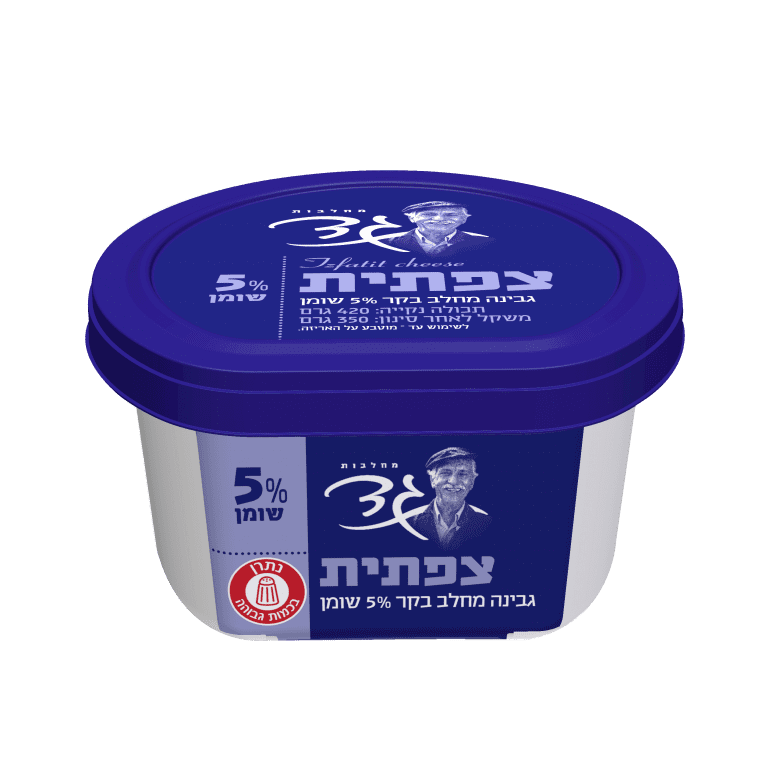 מחלבות
גד
Tzfatit cheese
צפתית
גבינה מחלב בקר 5% שומן
תכולה נקייה: 420 גרם
משקל לאחר סינון: 350 גרם
לשימוש עד - מוטבע על האריזה.
5%
שומן
מחלבות
גד
צפתית
גבינה מחלב בקר 5% שומן
5%
שומן
נתרן
בכמות גבוהה